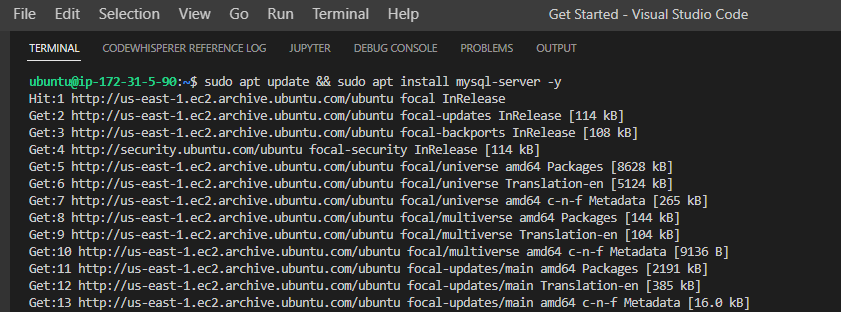 File Edit Selection View Go Run Terminal Help Get Started - Visual Studio Code
TERMINAL CODEWHISPERER REFERENCE LOG JUPYTER DEBUG CONSOLE PROBLEMS OUTPUT
ubuntu@ip-172-31-5-90:~$ sudo apt update && sudo apt install mysql-server -y
Hit:1 http://us-east-1.ec2.archive.ubuntu.com/ubuntu focal InRelease
Get:2 http://us-east-1.ec2.archive.ubuntu.com/ubuntu focal-updates InRelease [114 kB]
Get:3 http://us-east-1.ec2.archive.ubuntu.com/ubuntu focal-backports InRelease [108 kB]
Get:4 http://security.ubuntu.com/ubuntu focal-security InRelease [114 kB]
Get:5 http://us-east-1.ec2.archive.ubuntu.com/ubuntu focal/universe amd64 Packages [8628 kB]
Get:6 http://us-east-1.ec2.archive.ubuntu.com/ubuntu focal/universe Translation-en [5124 kB]
Get:7 http://us-east-1.ec2.archive.ubuntu.com/ubuntu focal/universe amd64 c-n-f Metadata [265 kB]
Get:8 http://us-east-1.ec2.archive.ubuntu.com/ubuntu focal/multiverse amd64 Packages [144 kB]
Get:9 http://us-east-1.ec2.archive.ubuntu.com/ubuntu focal/multiverse Translation-en [104 kB]
Get:10 http://us-east-1.ec2.archive.ubuntu.com/ubuntu focal/multiverse amd64 c-n-f Metadata [9136 B]
Get:11 http://us-east-1.ec2.archive.ubuntu.com/ubuntu focal-updates/main amd64 Packages [2191 kB]
Get:12 http://us-east-1.ec2.archive.ubuntu.com/ubuntu focal-updates/main Translation-en [385 kB]
Get:13 http://us-east-1.ec2.archive.ubuntu.com/ubuntu focal-updates/main amd64 c-n-f Metadata [16.0 kB]